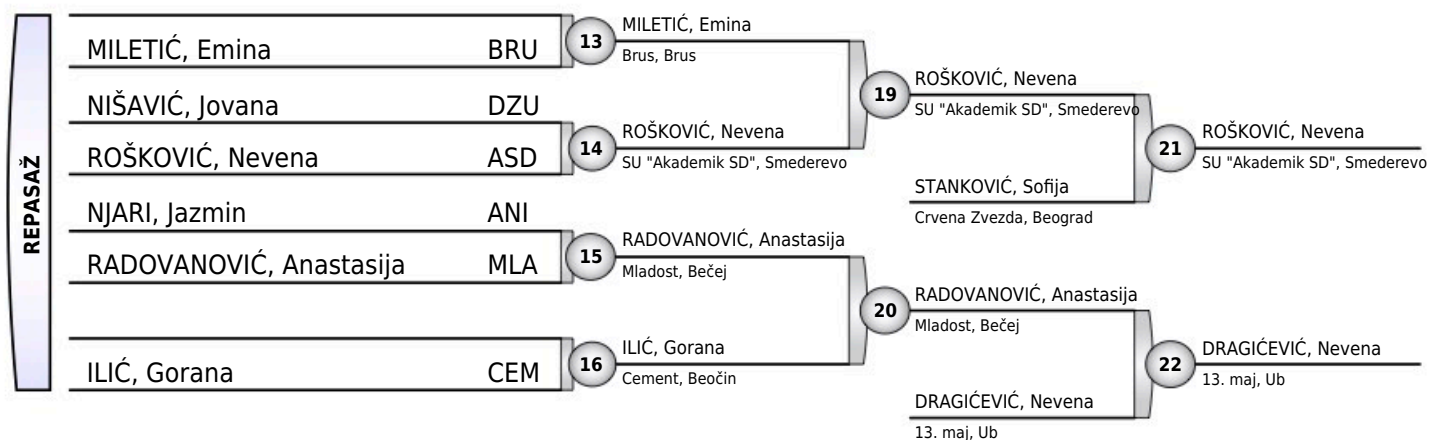 REPASAŽ
MILETIĆ, Emina BRU
NIŠAVIĆ, Jovana DZU
ROŠKOVIĆ, Nevena ASD
NJARI, Jazmin ANI
RADOVANOVIĆ, Anastasija MLA
ILIĆ, Gorana CEM
13
MILETIĆ, Emina
Brus, Brus
14
ROŠKOVIĆ, Nevena
SU "Akademik SD", Smederevo
15
RADOVANOVIĆ, Anastasija
Mladost, Bečej
16
ILIĆ, Gorana
Cement, Beočin
19
ROŠKOVIĆ, Nevena
SU "Akademik SD", Smederevo
STANKOVIĆ, Sofija
Crvena Zvezda, Beograd
20
RADOVANOVIĆ, Anastasija
Mladost, Bečej
DRAGIĆEVIĆ, Nevena
13. maj, Ub
21
ROŠKOVIĆ, Nevena
SU "Akademik SD", Smederevo
22
DRAGIĆEVIĆ, Nevena
13. maj, Ub